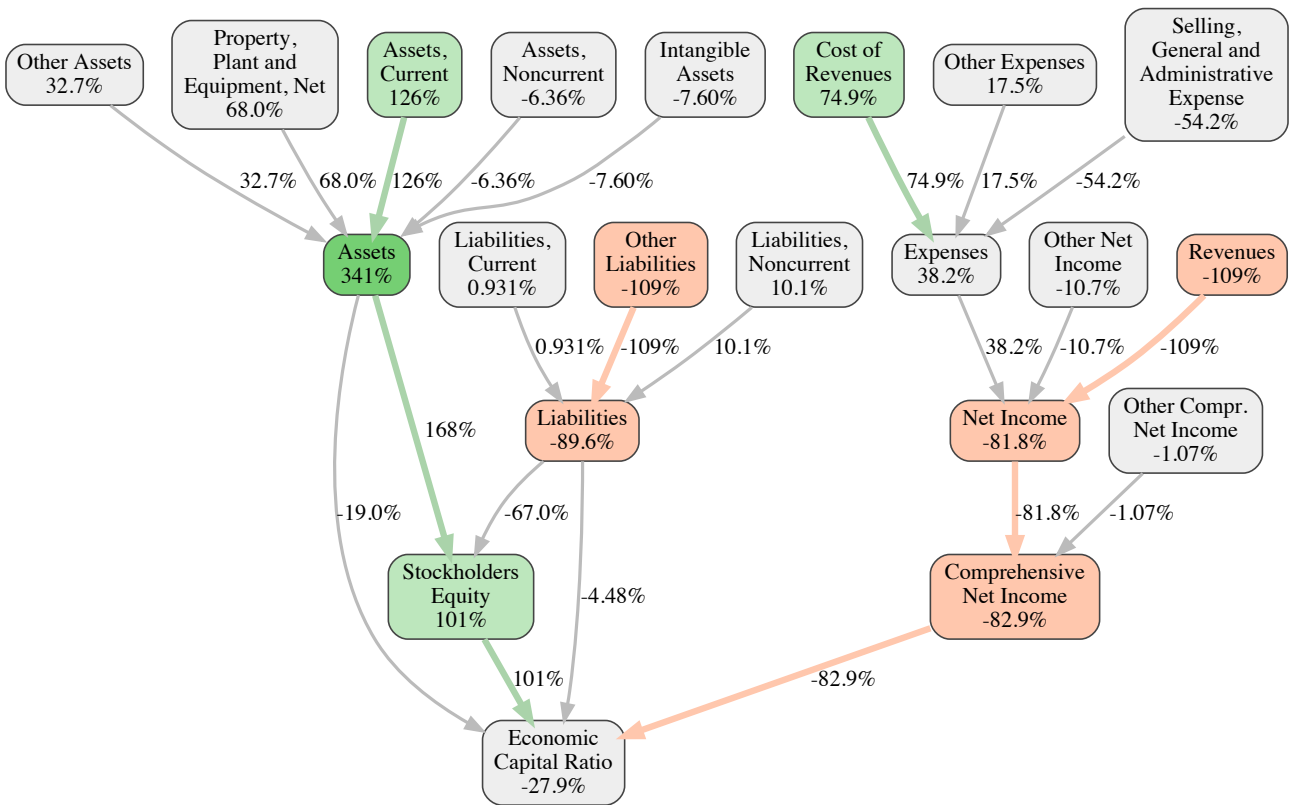 Other Assets
32.7%
Property,
Plant and
Equipment, Net
68.0%
Assets,
Current
126%
Assets,
Noncurrent
-6.36%
Intangible
Assets
-7.60%
Cost of
Revenues
74.9%
Other Expenses
17.5%
Selling,
General and
Administrative
Expense
-54.2%
32.7%
68.0%
126%
-6.36%
-7.60%
74.9%
17.5%
-54.2%
Assets
341%
Liabilities,
Current
0.931%
Other
Liabilities
-109%
Liabilities,
Noncurrent
10.1%
Expenses
38.2%
Other Net
Income
-10.7%
Revenues
-109%
0.931%
-109%
10.1%
38.2%
-10.7%
-109%
168%
Liabilities
-89.6%
Net Income
-81.8%
Other Compr.
Net Income
-1.07%
-19.0%
-67.0%
-81.8%
-1.07%
Stockholders
Equity
101%
-4.48%
Comprehensive
Net Income
-82.9%
101%
-82.9%
Economic
Capital Ratio
-27.9%